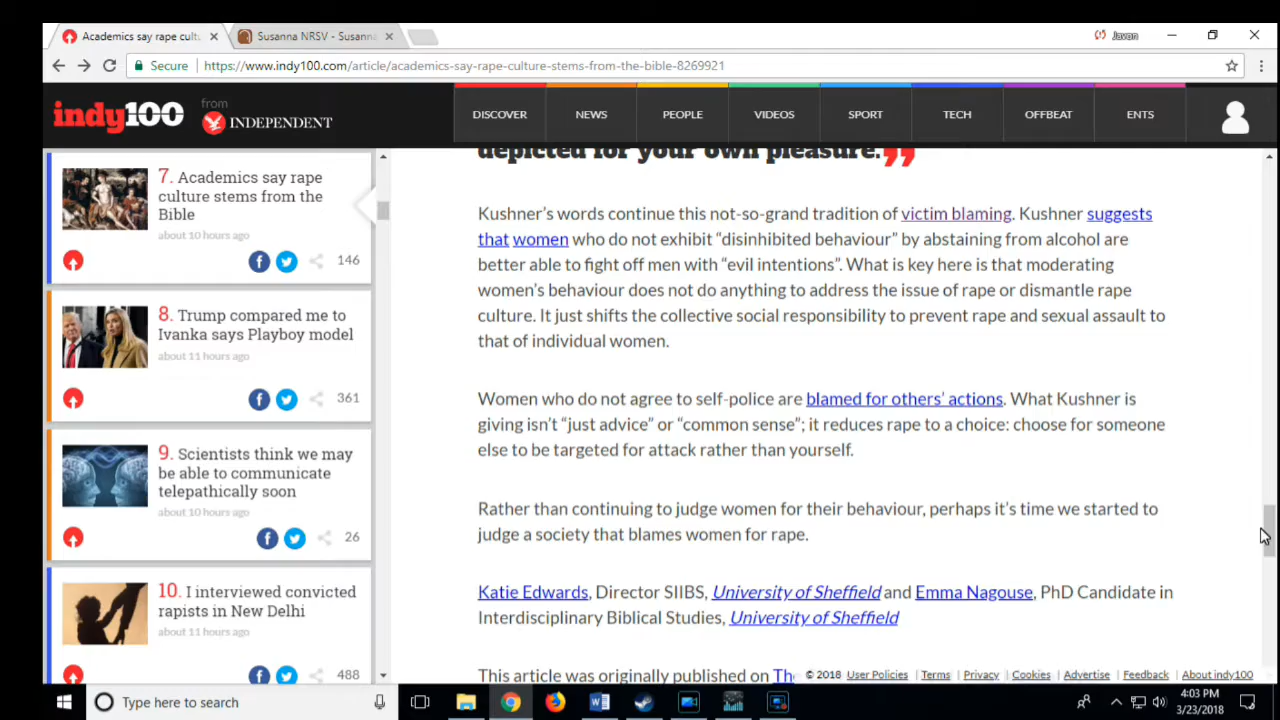 Academics say rape cult
Susanna NRSV - Susanna
Javan
Secure
https://www.indy100.com/article/academics-say-rape-culture-stems-from-the-bible-8269921
indy100
from
INDEPENDENT
DISCOVER
NEWS
PEOPLE
VIDEOS
SPORT
TECH
OFFBEAT
ENTS
7. Academics say rape
culture stems from the
Bible
about 10 hours ago
146
8. Trump compared me to
Ivanka says Playboy model
about 11 hours ago
361
9. Scientists think we may
be able to communicate
telepathically soon
about 10 hours ago
26
10. I interviewed convicted
rapists in New Delhi
about 11 hours ago
488
depicted for your own pleasure.”
Kushner’s words continue this not-so-grand tradition of victim blaming. Kushner suggests
that women who do not exhibit “disinhibited behaviour” by abstaining from alcohol are
better able to fight off men with “evil intentions”. What is key here is that moderating
women’s behaviour does not do anything to address the issue of rape or dismantle rape
culture. It just shifts the collective social responsibility to prevent rape and sexual assault to
that of individual women.
Women who do not agree to self-police are blamed for others’ actions. What Kushner is
giving isn’t “just advice” or “common sense”; it reduces rape to a choice: choose for someone
else to be targeted for attack rather than yourself.
Rather than continuing to judge women for their behaviour, perhaps it’s time we started to
judge a society that blames women for rape.
Katie Edwards, Director SIIBS, University of Sheffield and Emma Nagouse, PhD Candidate in
Interdisciplinary Biblical Studies, University of Sheffield
This article was originally published on Th
© 2018 User Policies Terms Privacy Cookies Advertise Feedback About indy100
Type here to search
4:03 PM
3/23/2018